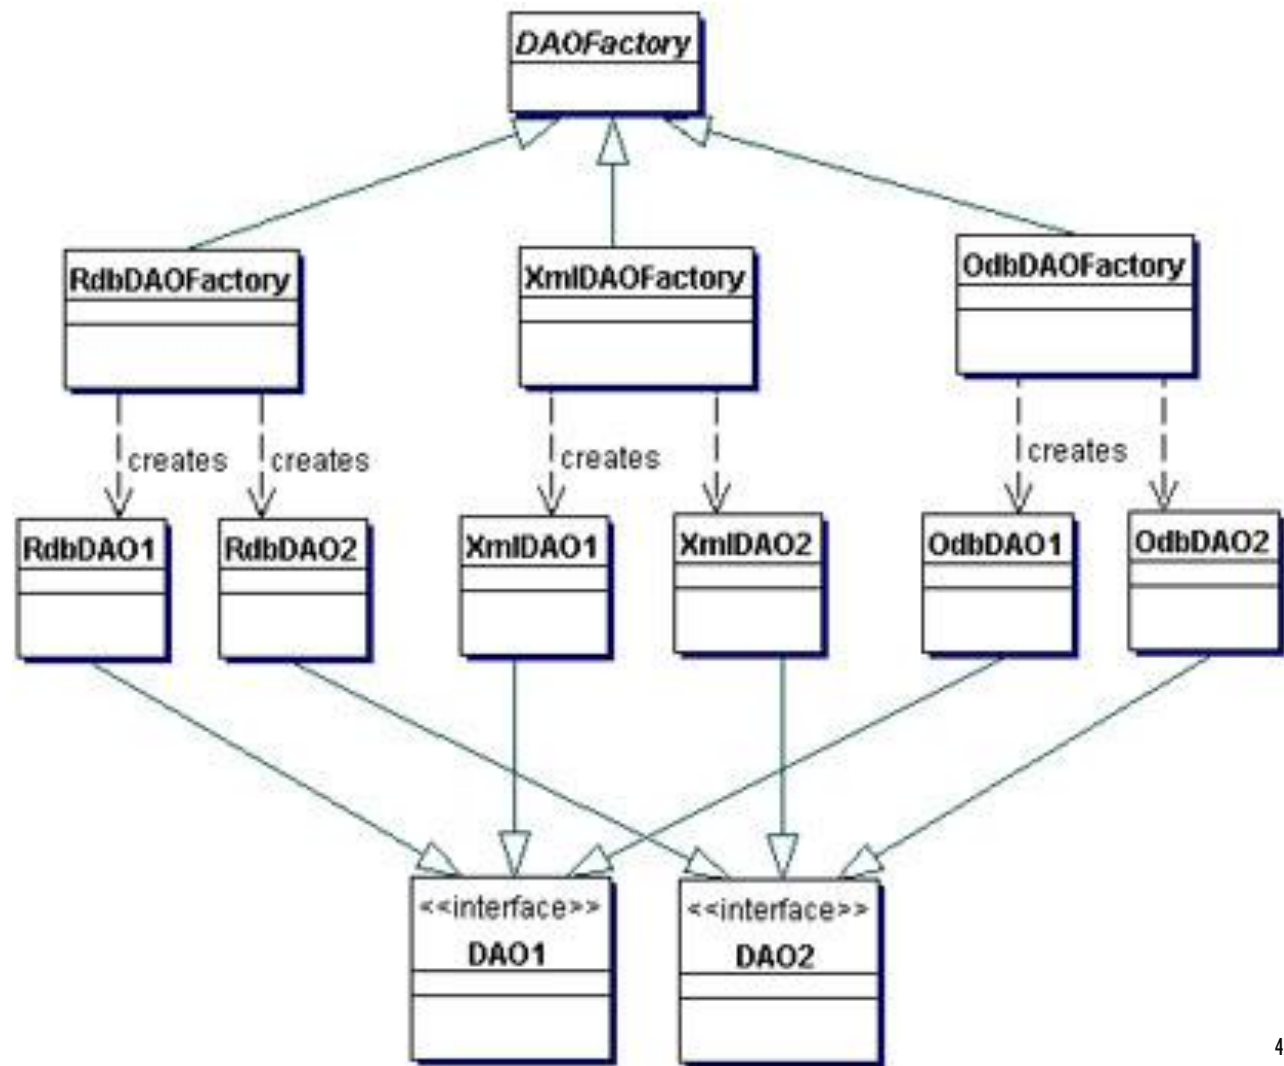 DAOFactory
RdbDAOFactory
XmlDAOFactory
OdbDAOFactory
creates
creates
creates
creates
RdbDAO1
RdbDAO2
XmlDAO1
XmlDAO2
OdbDAO1
OdbDAO2
<<interface>>
DAO1
<<interface>>
DAO2
4